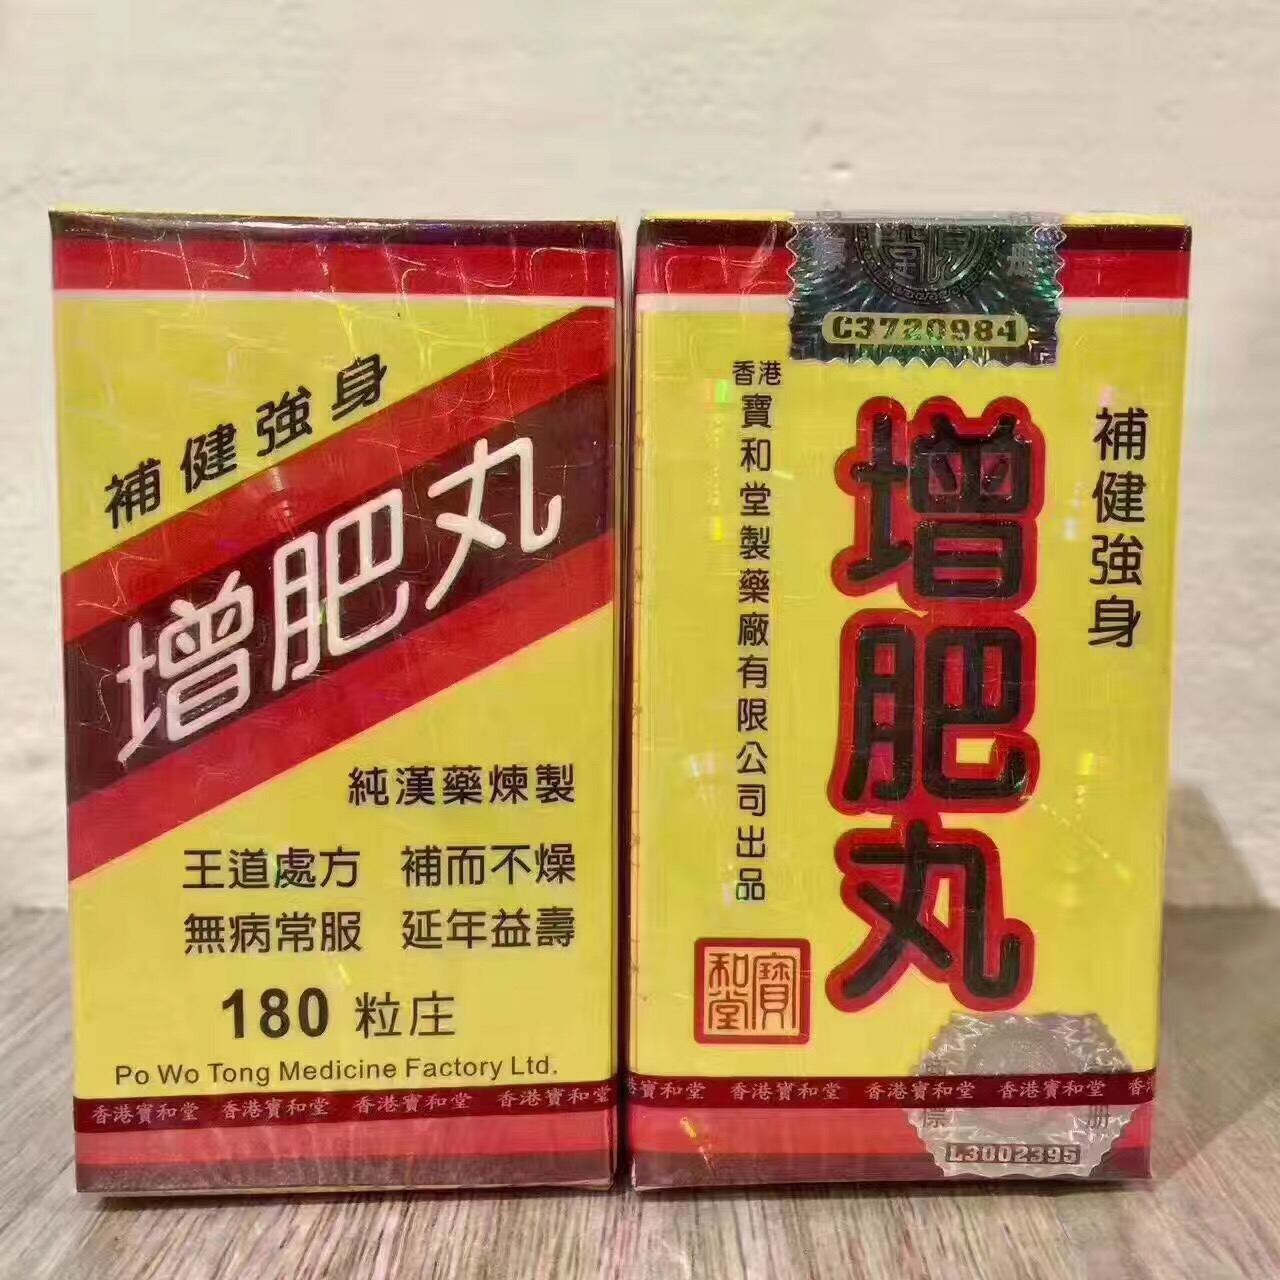 補健強身
增肥丸
純漢藥煉製
王道處方 補而不燥
無病常服 延年益壽
180 粒庄
Po Wo Tong Medicine Factory Ltd.
香港寶和堂 香港寶和堂 香港寶和堂 香港寶和堂
C3720984
補健強身
增肥丸
香港寶和堂製藥廠有限公司出品
寶和堂
香港寶和堂 香港寶和堂 香港寶和堂 香港寶和堂 香
標 册
L3002395